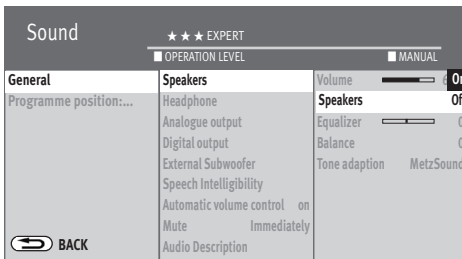 Sound
★★★ EXPERT
OPERATION LEVEL
MANUAL
General
Programme position:...
BACK
Speakers
Headphone
Analogue output
Digital output
External Subwoofer
Speech Intelligibility
Automatic volume control on
Mute Immediately
Audio Description
Volume
Speakers
Equalizer
Balance
Tone adaption MetzSound